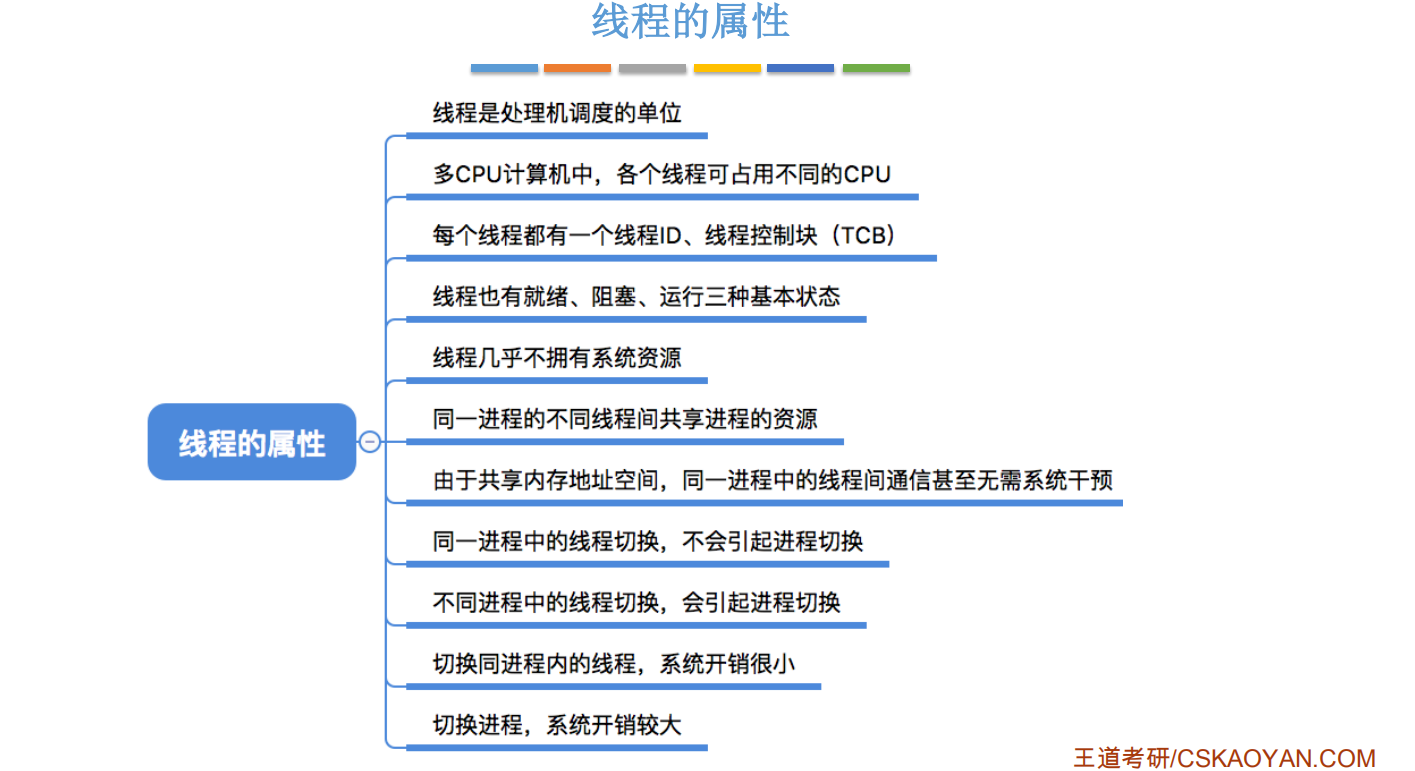 线程的属性
线程是处理机调度的单位
多CPU计算机中，各个线程可占用不同的CPU
每个线程都有一个线程ID、线程控制块（TCB）
线程也有就绪、阻塞、运行三种基本状态
线程几乎不拥有系统资源
线程的属性
同一进程的不同线程间共享进程的资源
由于共享内存地址空间，同一进程中的线程间通信甚至无需系统干预
同一进程中的线程切换，不会引起进程切换
不同进程中的线程切换，会引起进程切换
切换同进程内的线程，系统开销很小
切换进程，系统开销较大
王道考研/CSKAOYAN.COM